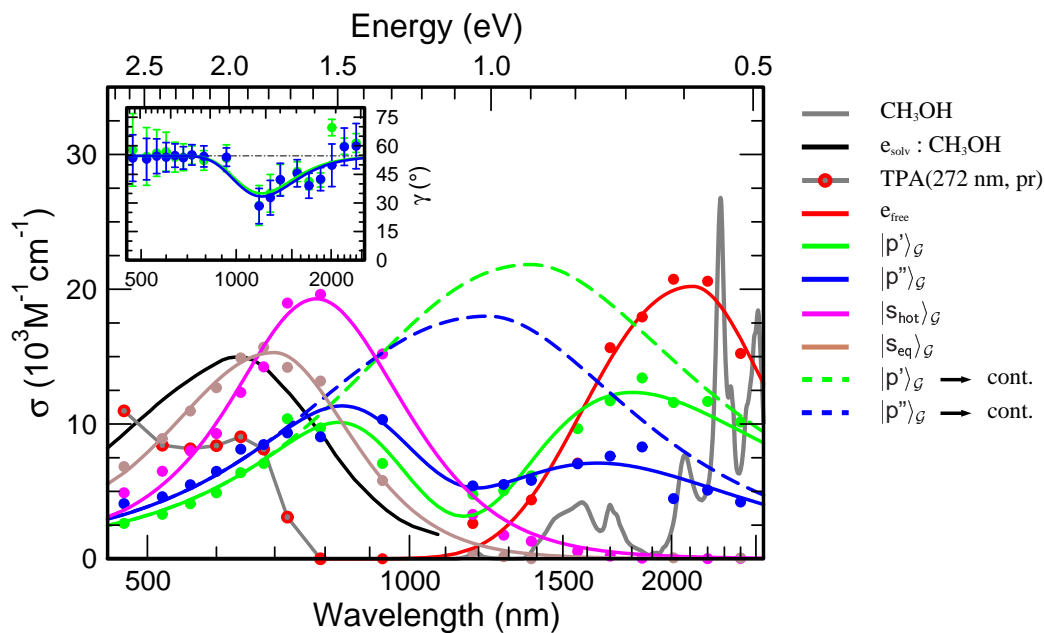 Energy (eV)
2.5 2.0 1.5 1.0 0.5
σ (10³M⁻¹cm⁻¹)
30
20
10
0
500 1000 1500 2000
Wavelength (nm)
75
60
45
30
15
0
γ (°)
500 1000 2000
CH₃OH
e_solv : CH₃OH
TPA(272 nm, pr)
e_free
|p'⟩_𝒢
|p''⟩_𝒢
|s_hot⟩_𝒢
|s_eq⟩_𝒢
|p'⟩_𝒢 → cont.
|p''⟩_𝒢 → cont.